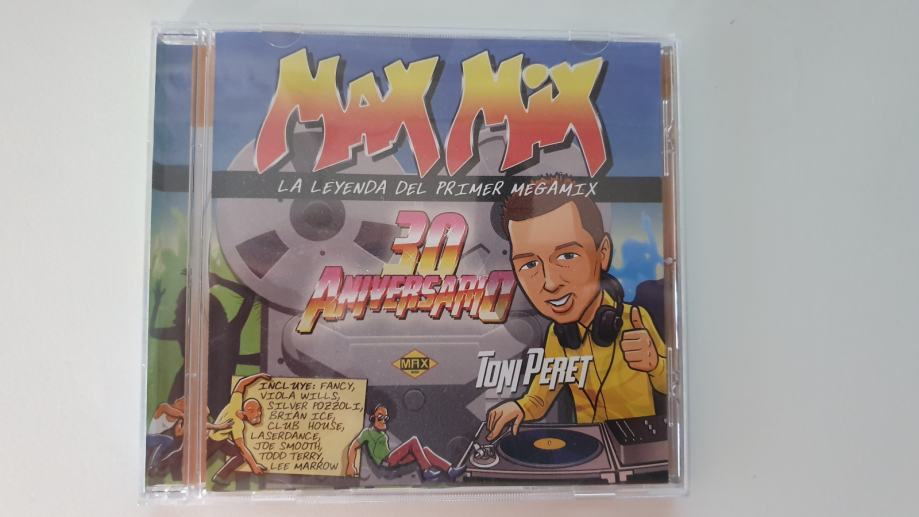 MAX MIX
LA LEYENDA DEL PRIMER MEGAMIX
30
ANIVERSARIO
MAX
TONI PERET
INCLUYE: FANCY,
VIOLA WILLS,
SILVER POZZOLI,
BRIAN ICE,
CLUB HOUSE,
LASERDANCE,
JOE SMOOTH,
TODD TERRY,
LEE MARROW